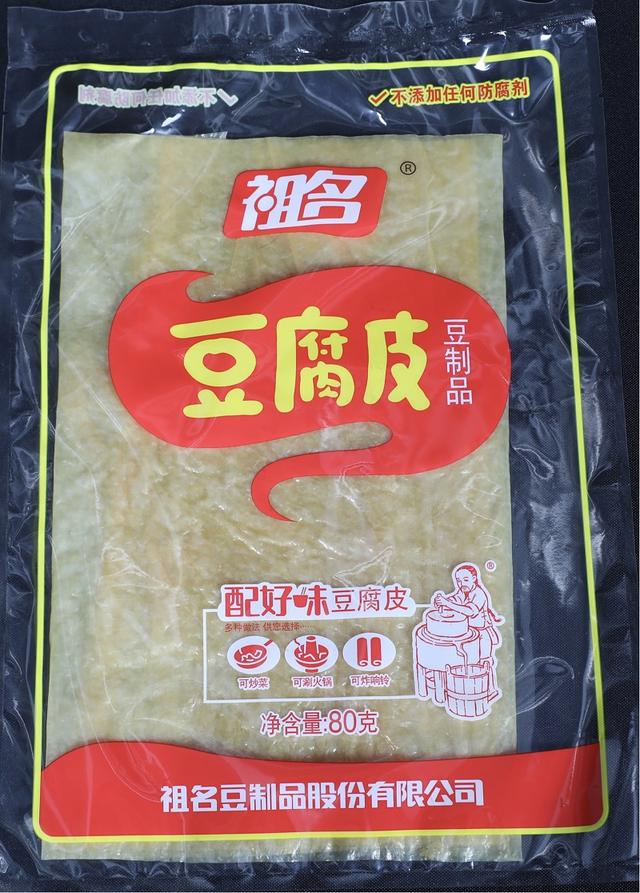 ✓不添加任何防腐剂
祖名®
豆腐皮
豆制品
配好味豆腐皮
多种做法 供您选择······
可炒菜 可涮火锅 可炸响铃
®
净含量:80克
祖名豆制品股份有限公司